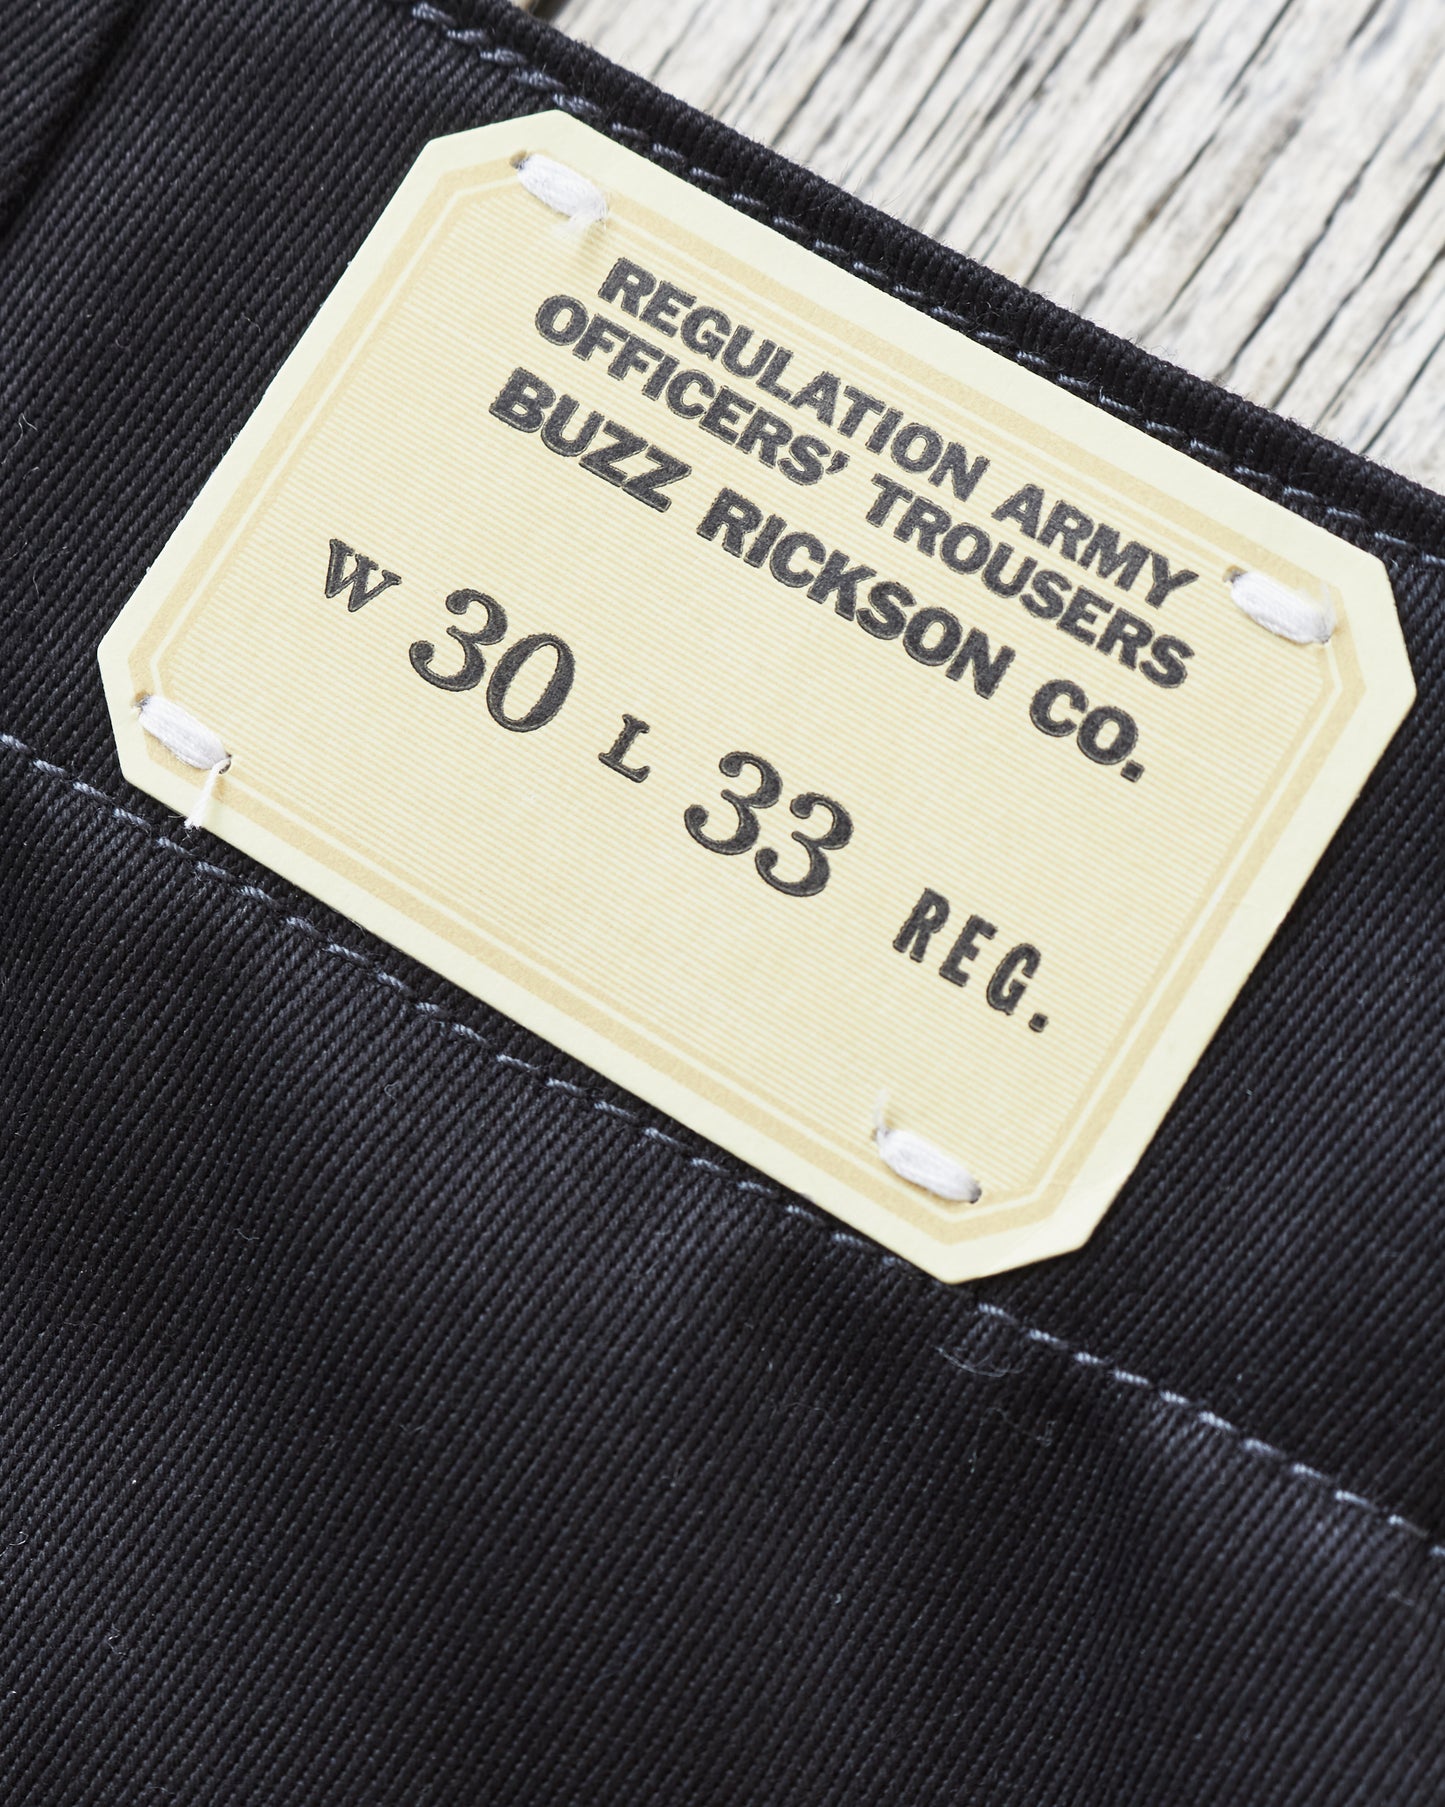 REGULATION ARMY
OFFICERS' TROUSERS
BUZZ RICKSON CO.
W 30 L 33 REG.